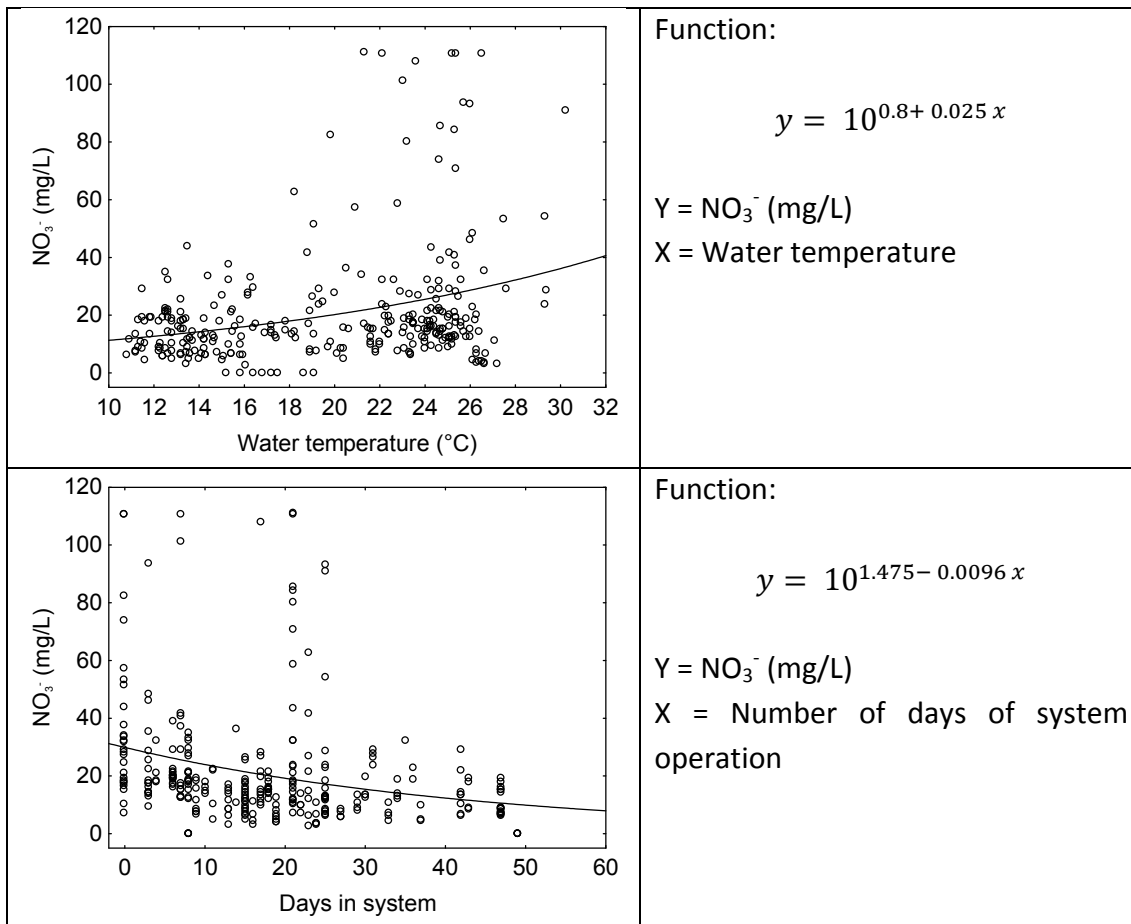 120
100
80
60
40
20
0
NO₃⁻ (mg/L)
10 12 14 16 18 20 22 24 26 28 30 32
Water temperature (°C)
Function:
y = 10^{0.8+ 0.025 x}
Y = NO₃⁻ (mg/L)
X = Water temperature
120
100
80
60
40
20
0
NO₃⁻ (mg/L)
0 10 20 30 40 50 60
Days in system
Function:
y = 10^{1.475− 0.0096 x}
Y = NO₃⁻ (mg/L)
X = Number of days of system
operation